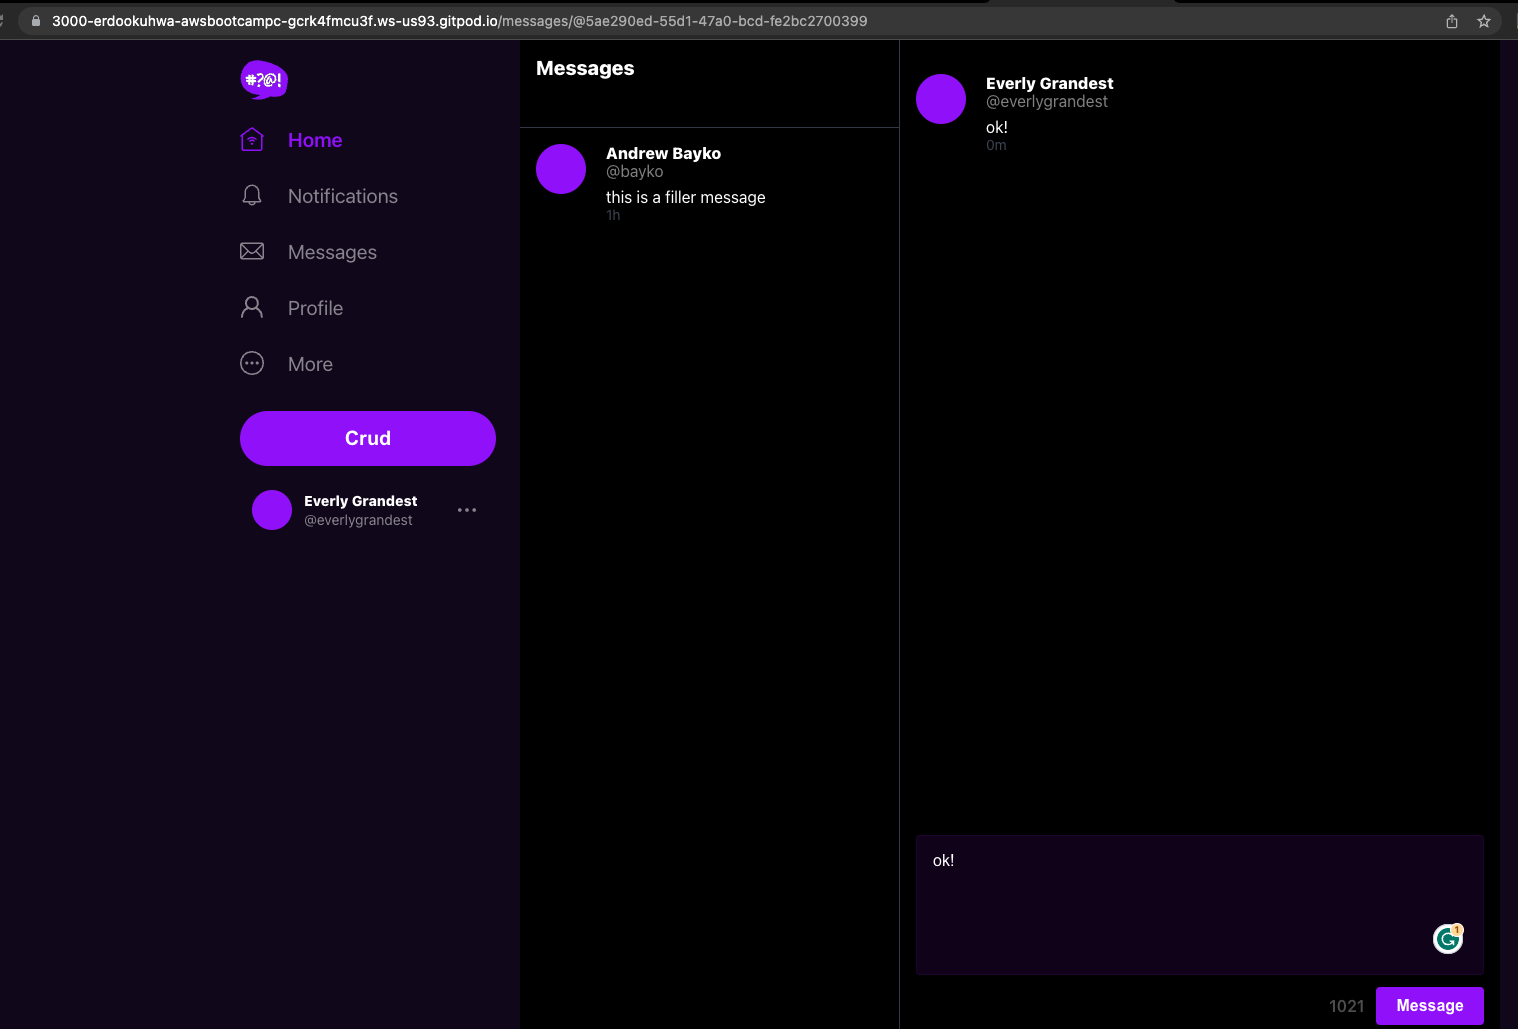 3000-erdookuhwa-awsbootcampc-gcrk4fmcu3f.ws-us93.gitpod.io/messages/@5ae290ed-55d1-47a0-bcd-fe2bc2700399
#?@!
Home
Notifications
Messages
Profile
More
Crud
Everly Grandest
@everlygrandest
Messages
Andrew Bayko
@bayko
this is a filler message
1h
Everly Grandest
@everlygrandest
ok!
0m
ok!
1
1021
Message